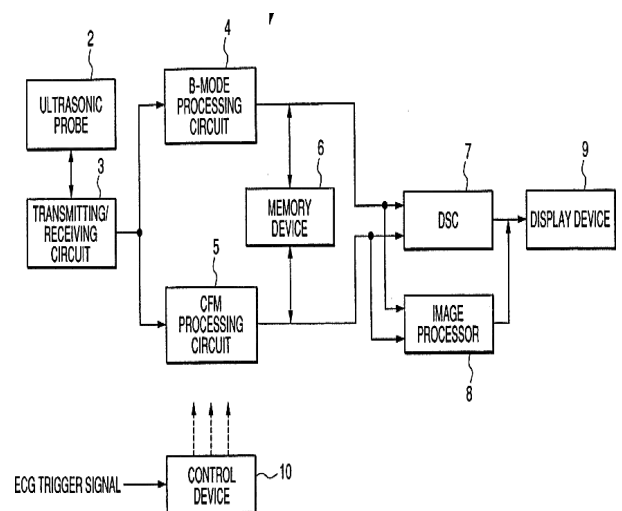 2
ULTRASONIC
PROBE
3
TRANSMITTING/
RECEIVING
CIRCUIT
4
B-MODE
PROCESSING
CIRCUIT
6
MEMORY
DEVICE
5
CFM
PROCESSING
CIRCUIT
7
DSC
9
DISPLAY DEVICE
IMAGE
PROCESSOR
8
ECG TRIGGER SIGNAL
CONTROL
DEVICE
10